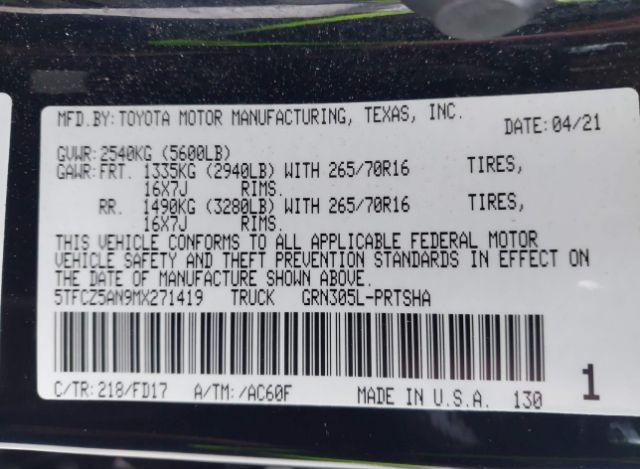 MFD.BY:TOYOTA MOTOR MANUFACTURING, TEXAS, INC.
DATE:04/21
GVWR:2540KG (5600LB)
GAWR:FRT. 1335KG (2940LB) WITH 265/70R16 TIRES,
16X7J RIMS.
RR. 1490KG (3280LB) WITH 265/70R16 TIRES,
16X7J RIMS.
THIS VEHICLE CONFORMS TO ALL APPLICABLE FEDERAL MOTOR
VEHICLE SAFETY AND THEFT PREVENTION STANDARDS IN EFFECT ON
THE DATE OF MANUFACTURE SHOWN ABOVE.
5TFCZ5AN9MX271419 TRUCK GRN305L-PRTSHA
C/TR:218/FD17 A/TM:/AC60F MADE IN U.S.A. 130
1